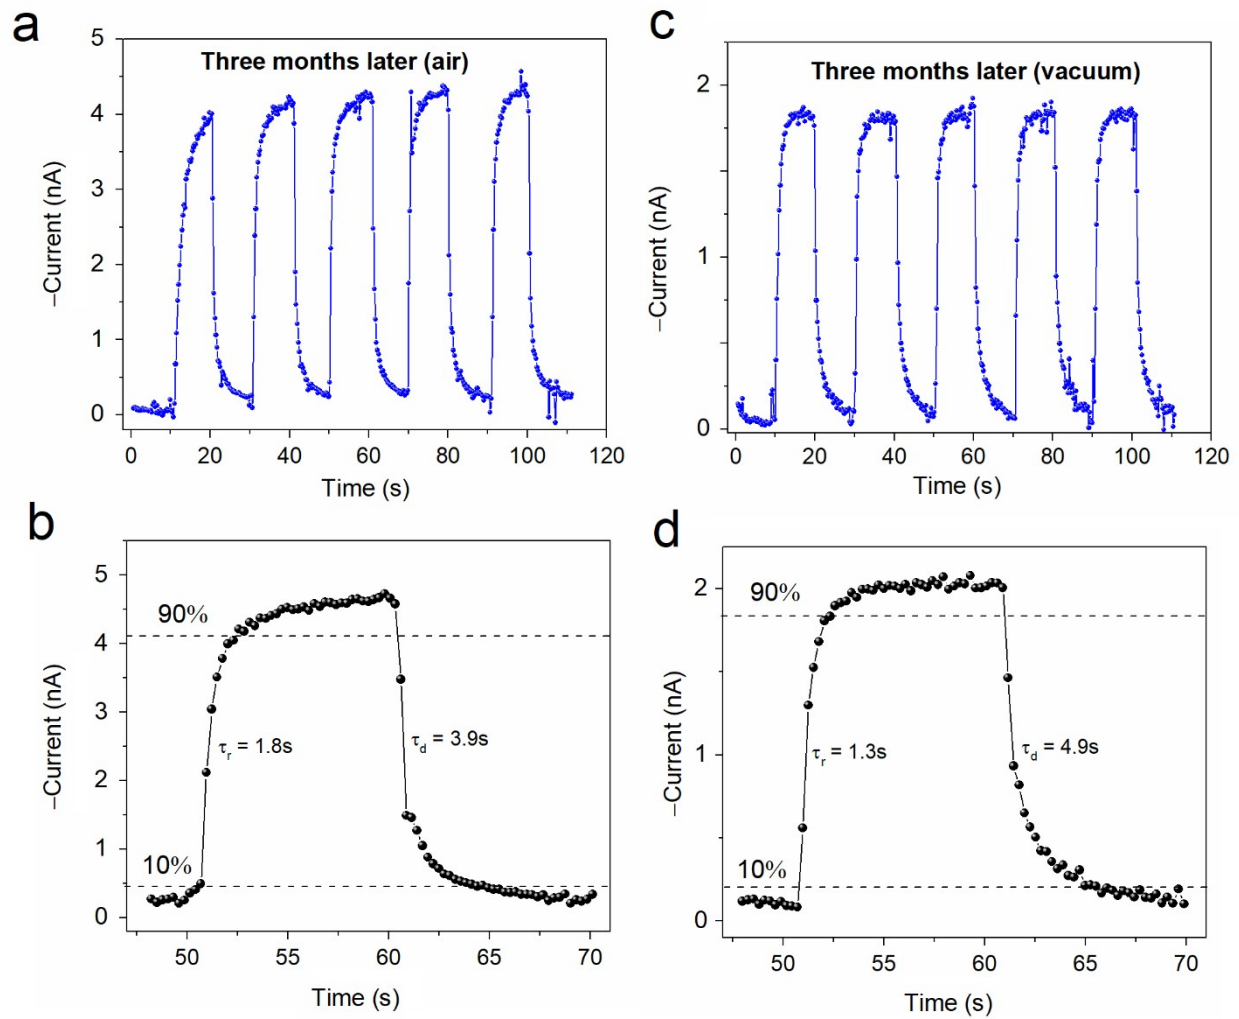 a
Three months later (air)
5
4
3
2
1
0
−Current (nA)
0 20 40 60 80 100 120
Time (s)
c
Three months later (vacuum)
2
1
0
−Current (nA)
0 20 40 60 80 100 120
Time (s)
b
5
4
3
2
1
0
−Current (nA)
90%
10%
τr = 1.8s
τd = 3.9s
50 55 60 65 70
Time (s)
d
2
1
0
−Current (nA)
90%
10%
τr = 1.3s
τd = 4.9s
50 55 60 65 70
Time (s)